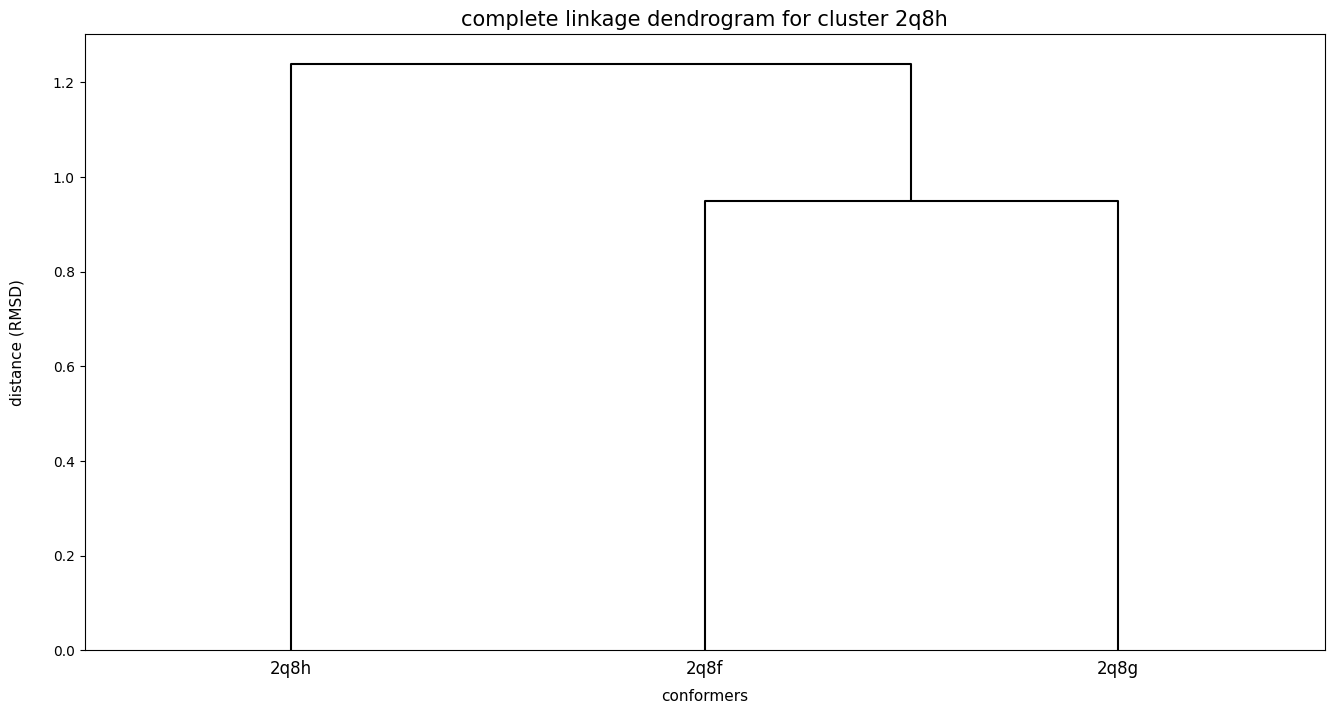 complete linkage dendrogram for cluster 2q8h
1.2
1.0
0.8
0.6
0.4
0.2
0.0
distance (RMSD)
2q8h 2q8f 2q8g
conformers